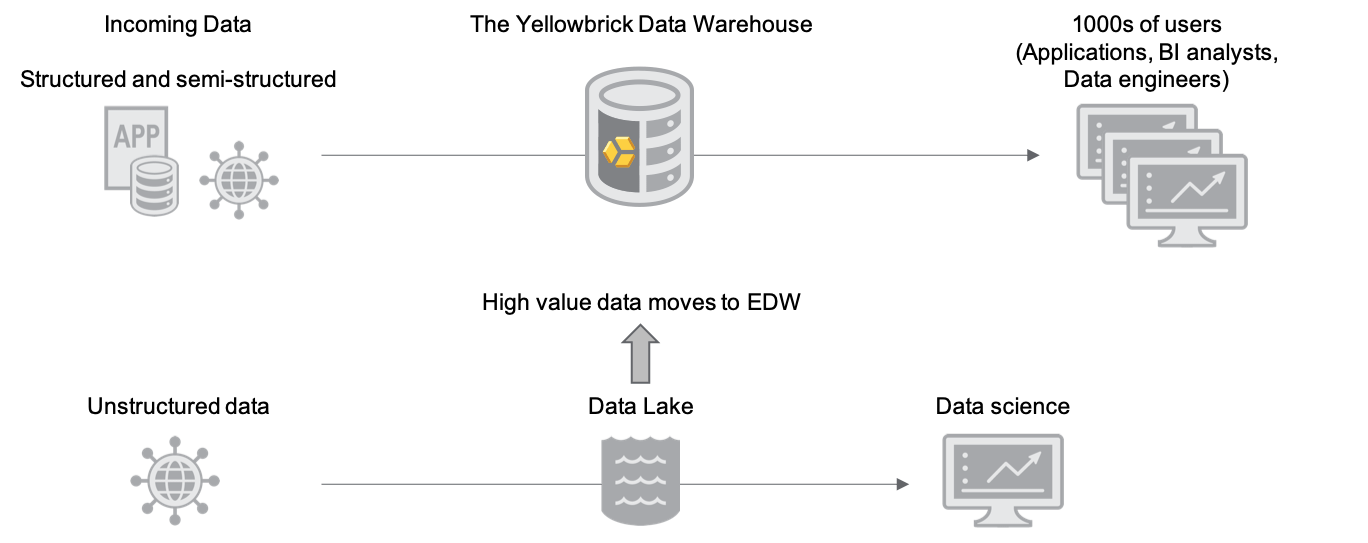 Incoming Data
The Yellowbrick Data Warehouse
1000s of users
(Applications, BI analysts,
Data engineers)
Structured and semi-structured
APP
High value data moves to EDW
Unstructured data
Data Lake
Data science